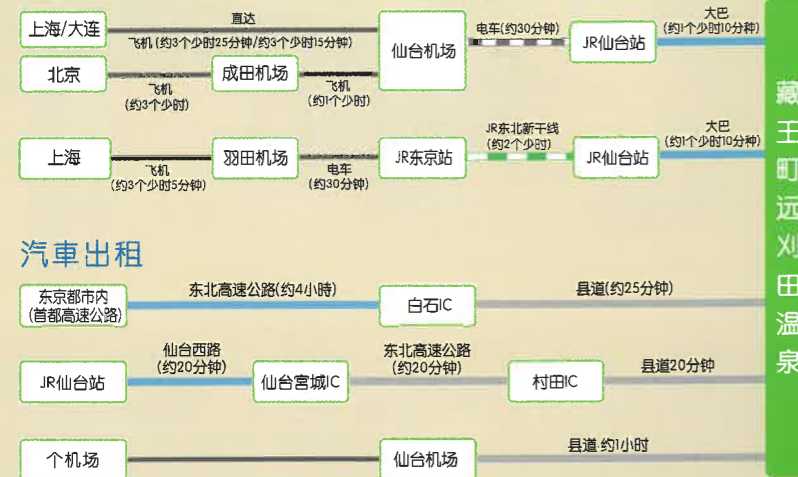 直达
大巴
上海/大连
电车(约30分钟)
(约1个少时10分种)
飞机(约3个少时25分钟/约3个少时15分钟)
仙台机场
JR仙台站
北京
成田机场
飞机
(约3个少时)
飞机
(约1个少时)
JR东北新干线
(约2个少时)
大巴
(约1个少时10分种)
上海
羽田机场
JR东京站
JR仙台站
飞机
(约3个少时5分钟)
电车
(约30分钟)
汽車出租
东京都市内
(首都高速公路)
东北高速公路(约4小時)
白石IC
县道(约25分钟)
仙台西路
(约20分钟)
东北高速公路
(约20分钟)
县道20分钟
JR仙台站
仙台宮城IC
村田IC
个机场
仙台机场
县道:约1小时
藏王町远刈田温泉